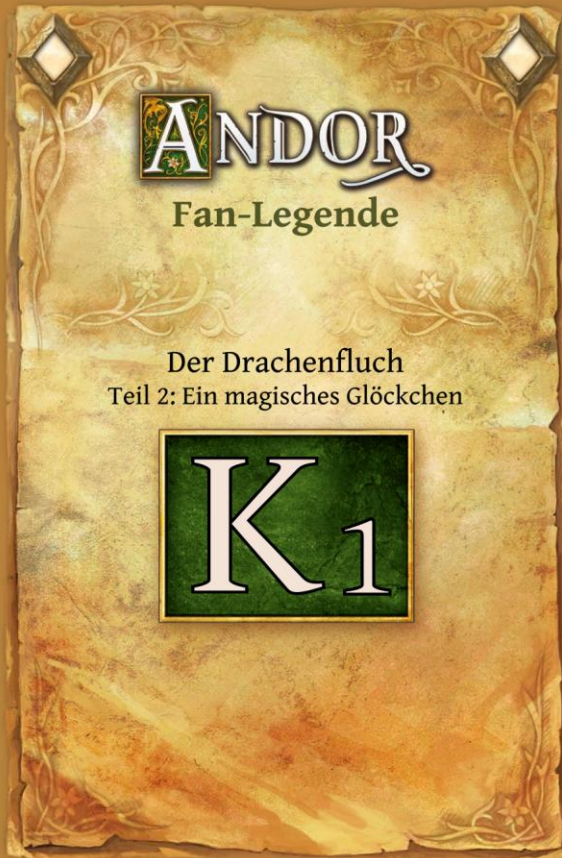 ANDOR
Fan-Legende
Der Drachenfluch
Teil 2: Ein magisches Glöckchen
K1